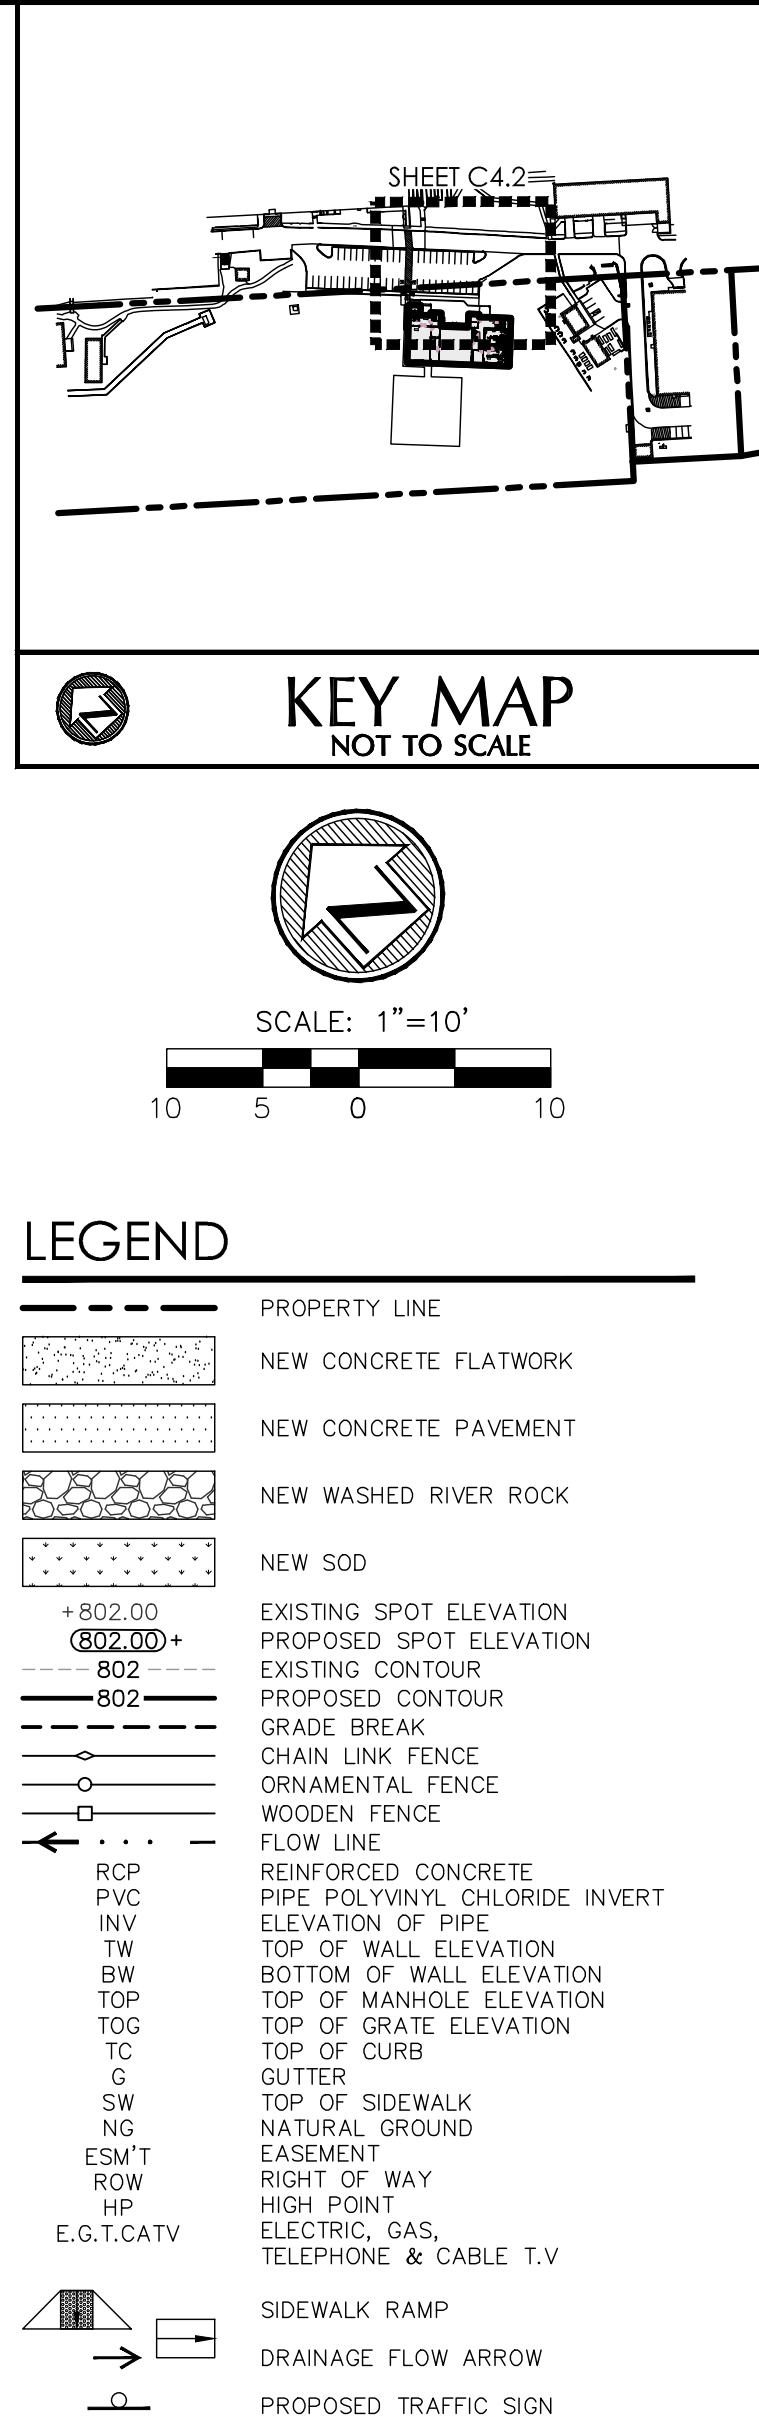 SHEET C4.2
KEY MAP
NOT TO SCALE
SCALE: 1"=10'
10 5 0 10
LEGEND
PROPERTY LINE
NEW CONCRETE FLATWORK
NEW CONCRETE PAVEMENT
NEW WASHED RIVER ROCK
NEW SOD
+802.00 EXISTING SPOT ELEVATION
802.00+ PROPOSED SPOT ELEVATION
802 EXISTING CONTOUR
802 PROPOSED CONTOUR
GRADE BREAK
CHAIN LINK FENCE
ORNAMENTAL FENCE
WOODEN FENCE
FLOW LINE
RCP REINFORCED CONCRETE
PVC PIPE POLYVINYL CHLORIDE INVERT
INV ELEVATION OF PIPE
TW TOP OF WALL ELEVATION
BW BOTTOM OF WALL ELEVATION
TOP TOP OF MANHOLE ELEVATION
TOG TOP OF GRATE ELEVATION
TC TOP OF CURB
G GUTTER
SW TOP OF SIDEWALK
NG NATURAL GROUND
ESM'T EASEMENT
ROW RIGHT OF WAY
HP HIGH POINT
E.G.T.CATV ELECTRIC, GAS,
TELEPHONE & CABLE T.V
SIDEWALK RAMP
DRAINAGE FLOW ARROW
PROPOSED TRAFFIC SIGN